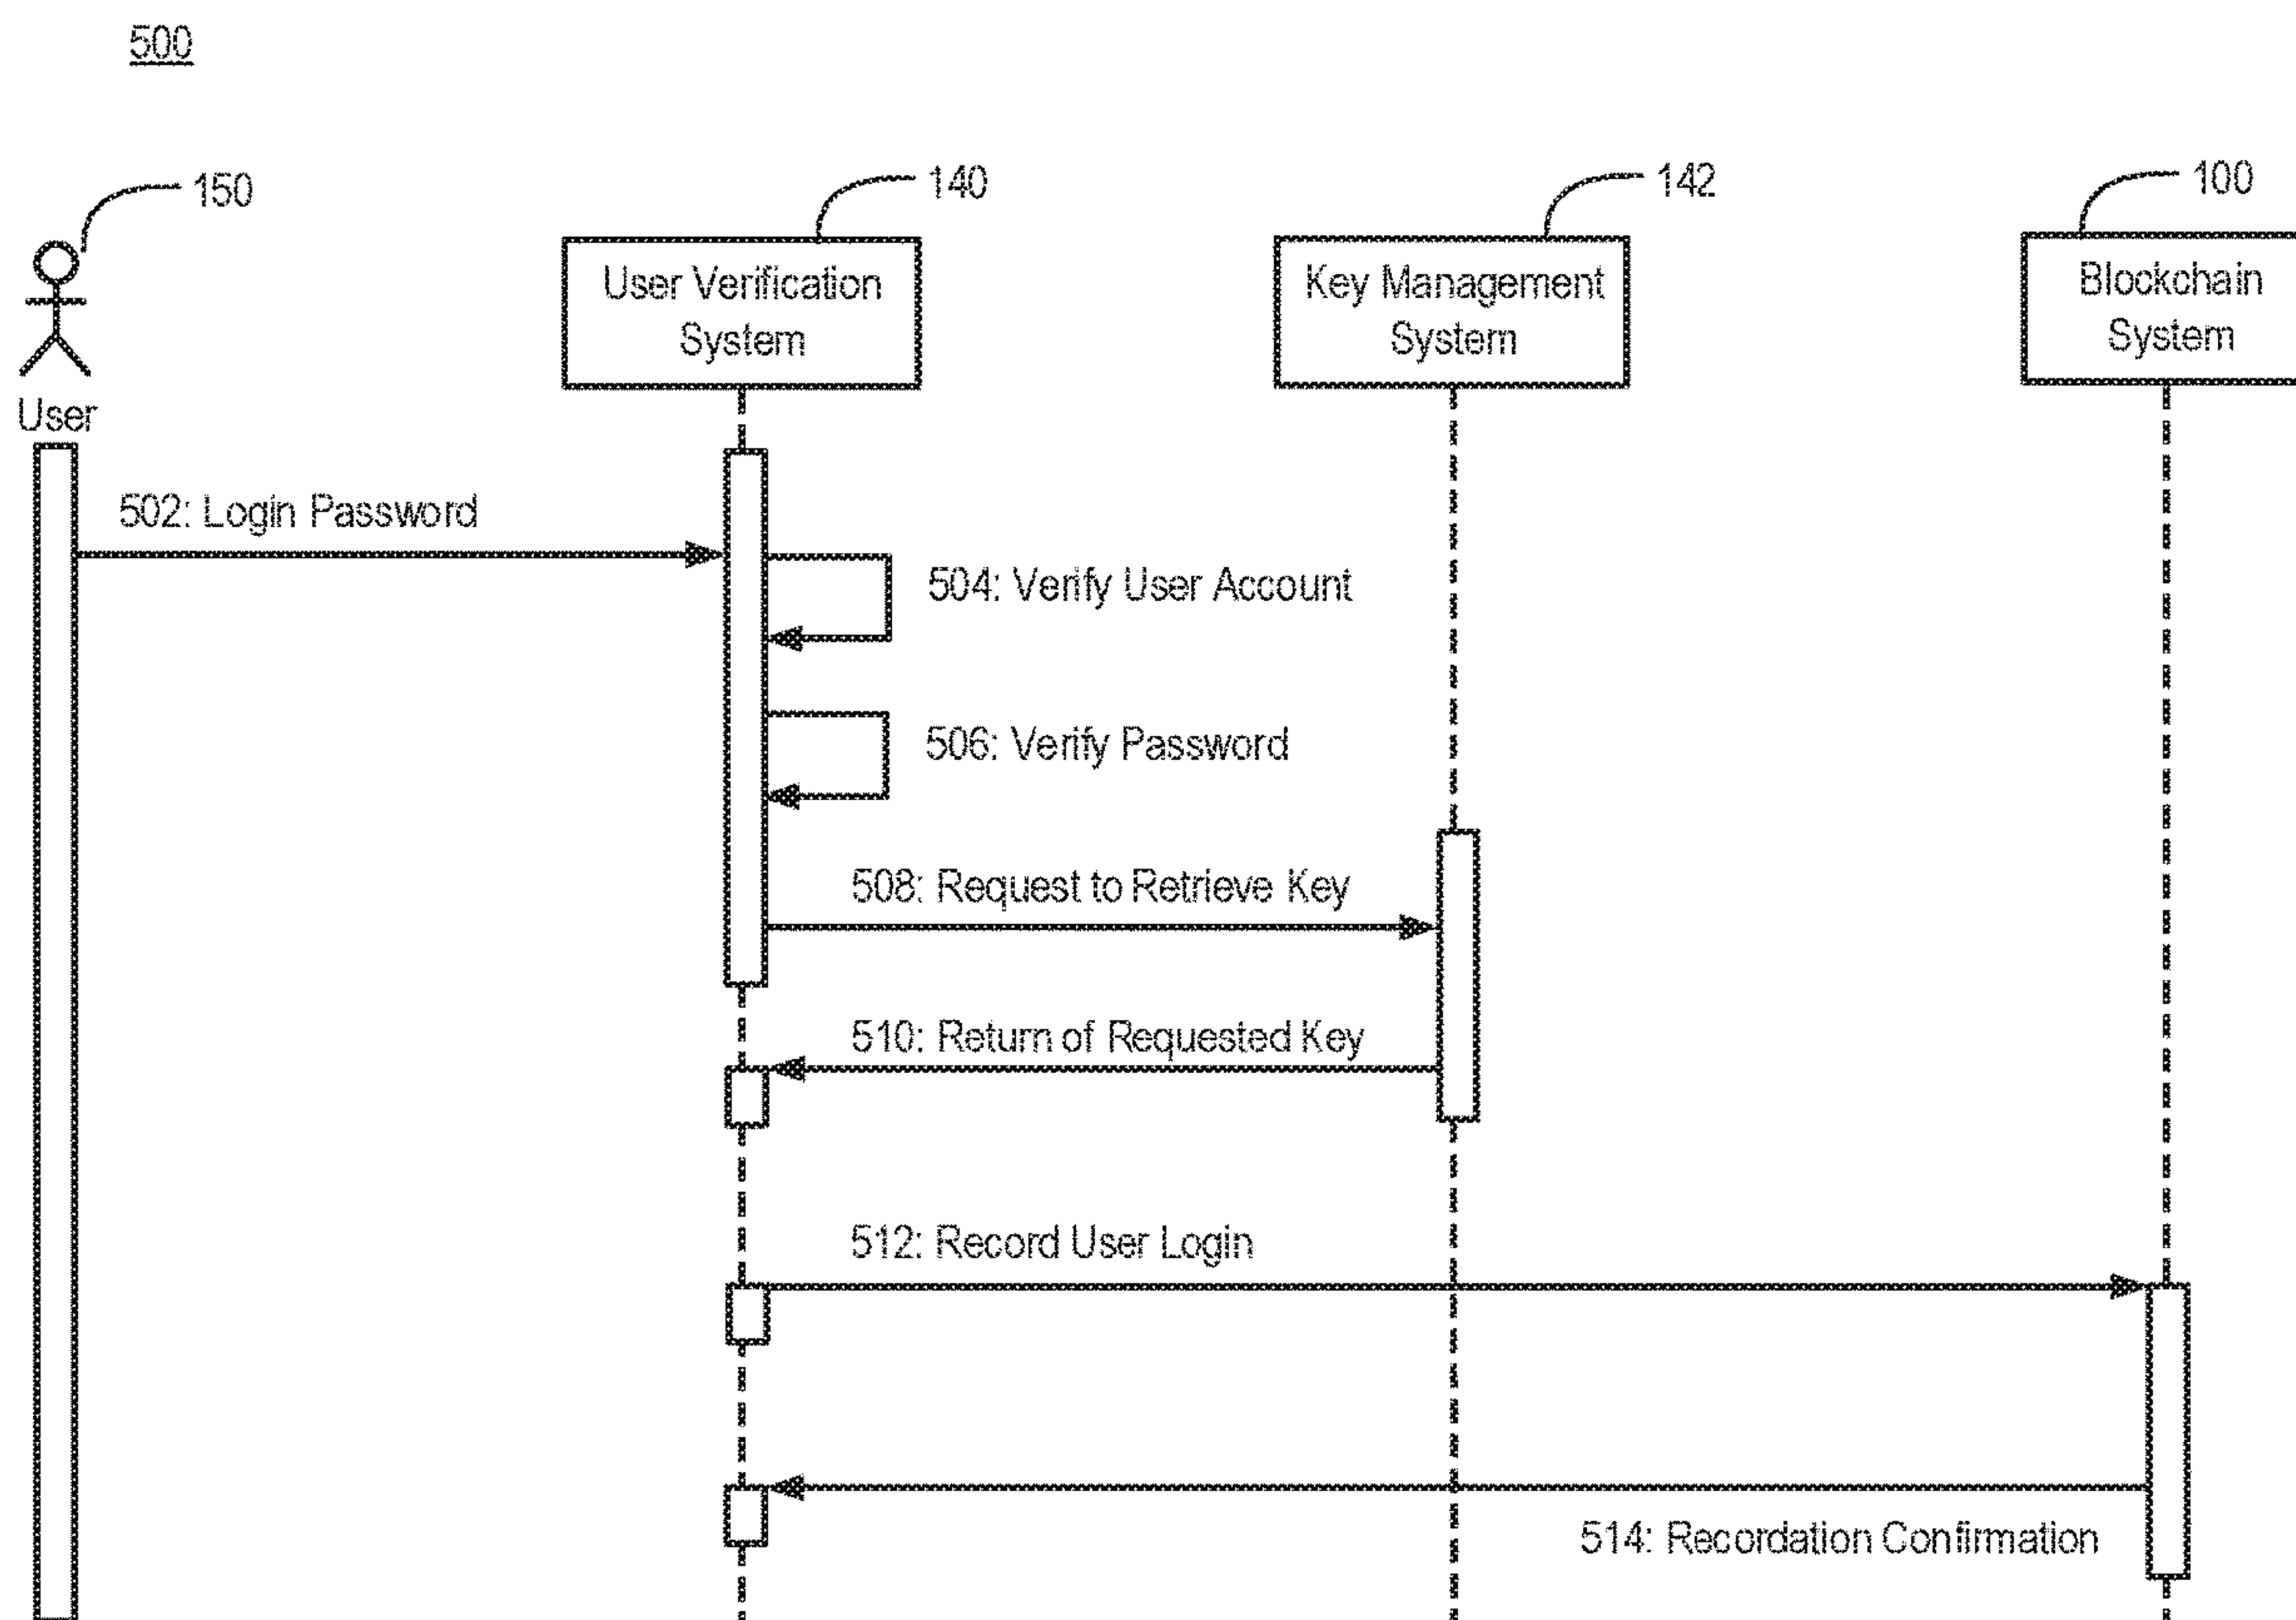 500
150
140
142
100
User Verification
System
Key Management
System
Blockchain
System
User
502: Login Password
504: Verify User Account
506: Verify Password
508: Request to Retrieve Key
510: Return of Requested Key
512: Record User Login
514: Recordation Confirmation